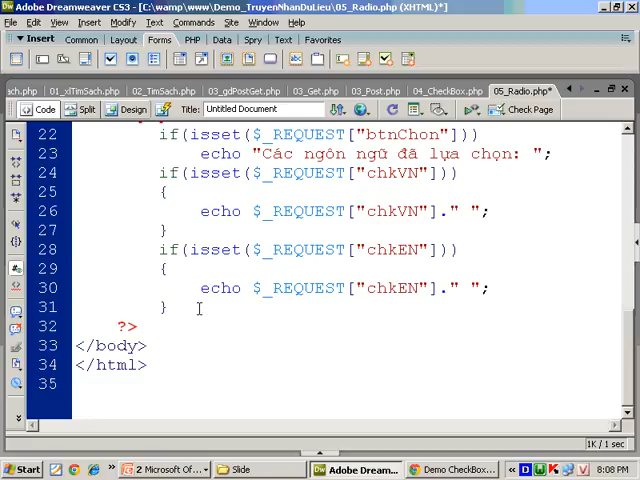 Adobe Dreamweaver CS3 - [C:\wamp\www\Demo_TruyenNhanDuLieu\05_Radio.php (XHTML)*]
File Edit View Insert Modify Text Commands Site Window Help
Insert Common Layout Forms PHP Data Spry Text Favorites
ach.php 01_xlTimSach.php 02_TimSach.php 03_gdPostGet.php 03_Get.php 03_Post.php 04_CheckBox.php 05_Radio.php*
Code Split Design Title: Untitled Document Check Page
22 if(isset($_REQUEST["btnChon"]))
23 echo "Các ngôn ngữ đã lựa chọn: ";
24 if(isset($_REQUEST["chkVN"]))
25 {
26 echo $_REQUEST["chkVN"]." ";
27 }
28 if(isset($_REQUEST["chkEN"]))
29 {
30 echo $_REQUEST["chkEN"]." ";
31 }
32 ?>
33 </body>
34 </html>
35
1K / 1 sec
Start 2 Microsoft Of... Slide Adobe Dream... Demo CheckBox... 8:08 PM